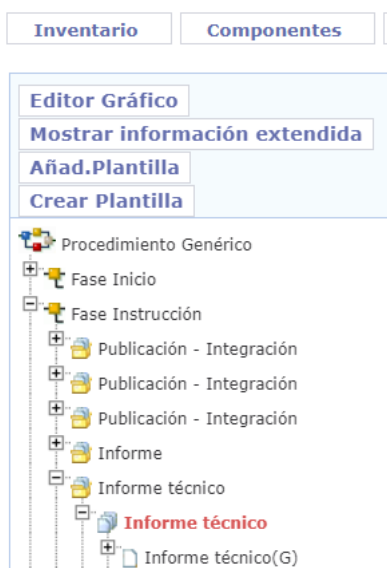 Inventario Componentes
Editor Gráfico
Mostrar información extendida
Añad.Plantilla
Crear Plantilla
Procedimiento Genérico
Fase Inicio
Fase Instrucción
Publicación - Integración
Publicación - Integración
Publicación - Integración
Informe
Informe técnico
Informe técnico
Informe técnico(G)